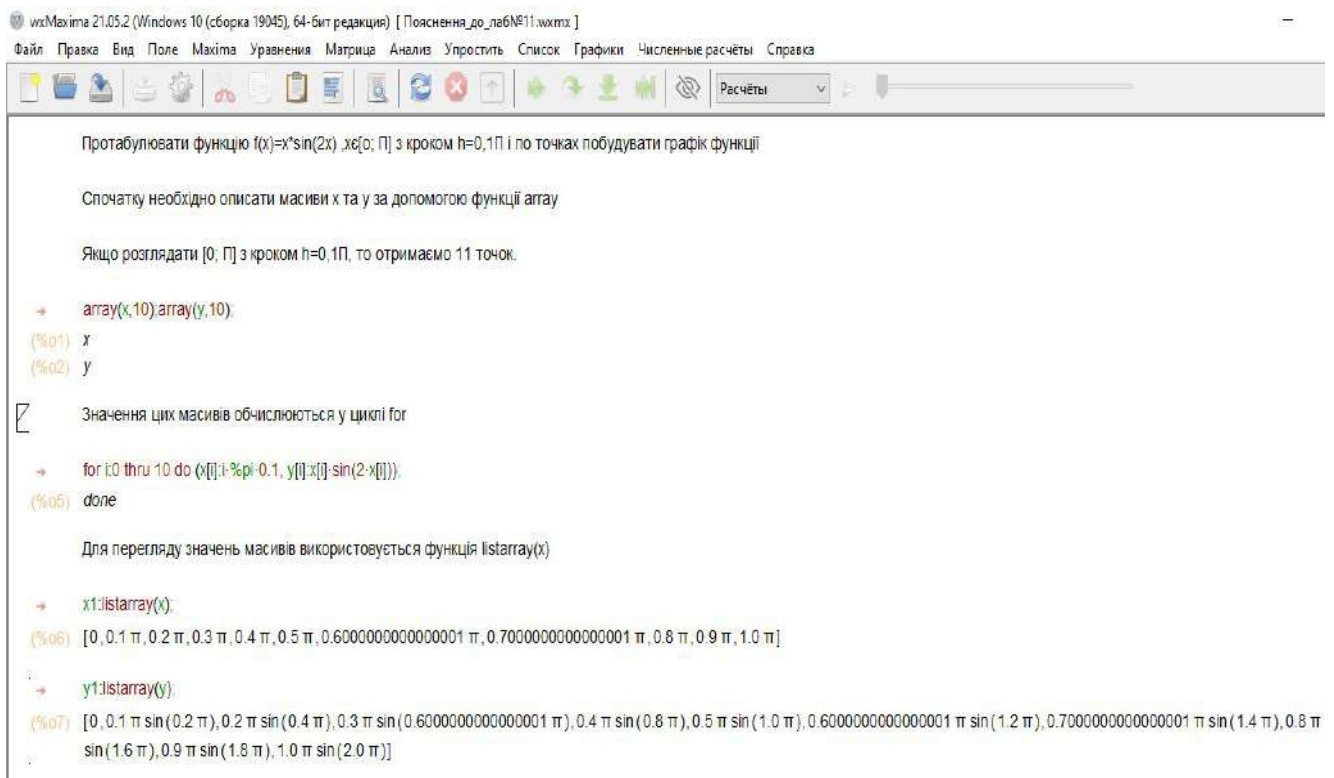 wxMaxima 21.05.2 (Windows 10 (сборка 19045), 64-бит редакция) [ Пояснення_до_лаб№11.wxmx ]
Файл Правка Вид Поле Maxima Уравнения Матрица Анализ Упростить Список Графики Численные расчёты Справка
Расчёты
Протабулювати функцію f(x)=x*sin(2x) ,xє[о; П] з кроком h=0,1П і по точках побудувати графік функції
Спочатку необхідно описати масиви x та y за допомогою функції array
Якщо розглядати [0; П] з кроком h=0,1П, то отримаємо 11 точок.
array(x,10);array(y,10);
(%o1) x
(%o2) y
Значення цих масивів обчислюються у циклі for
for i:0 thru 10 do (x[i]:i·%pi·0.1, y[i]:x[i]·sin(2·x[i]));
(%o5) done
Для перегляду значень масивів використовується функція listarray(x)
x1:listarray(x);
(%o6) [0,0.1 π,0.2 π,0.3 π,0.4 π,0.5 π,0.6000000000000001 π,0.7000000000000001 π,0.8 π,0.9 π,1.0 π]
y1:listarray(y);
(%o7) [0,0.1 π sin(0.2 π),0.2 π sin(0.4 π),0.3 π sin(0.6000000000000001 π),0.4 π sin(0.8 π),0.5 π sin(1.0 π),0.6000000000000001 π sin(1.2 π),0.7000000000000001 π sin(1.4 π),0.8 π
sin(1.6 π),0.9 π sin(1.8 π),1.0 π sin(2.0 π)]